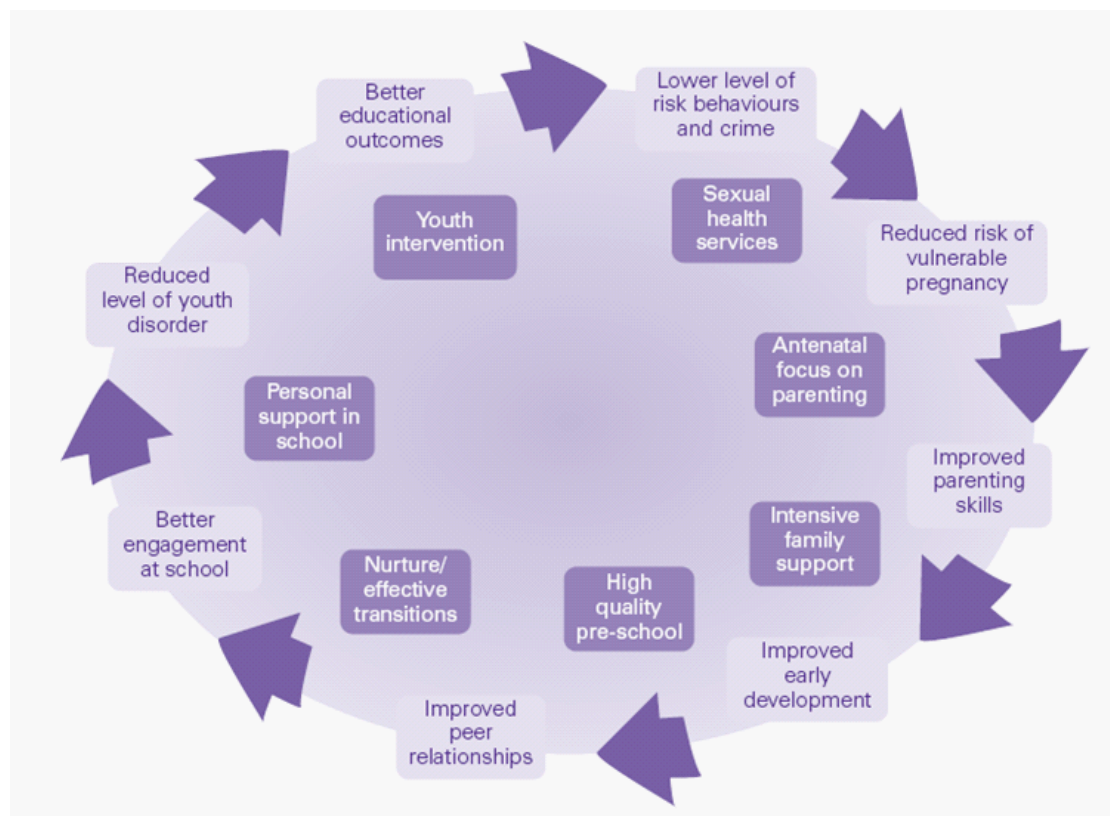 Better
educational
outcomes
Lower level of
risk behaviours
and crime
Youth
intervention
Sexual
health
services
Reduced risk of
vulnerable
pregnancy
Reduced
level of youth
disorder
Antenatal
focus on
parenting
Personal
support in
school
Improved
parenting
skills
Intensive
family
support
Better
engagement
at school
Nurture/
effective
transitions
High
quality
pre-school
Improved
early
development
Improved
peer
relationships